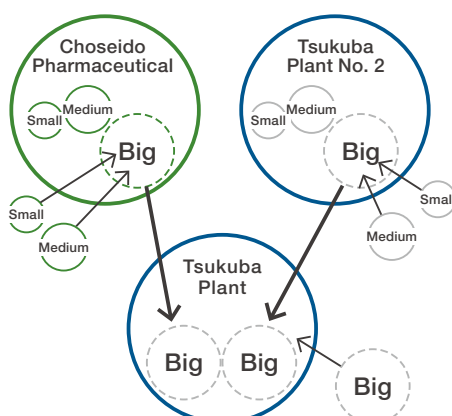 Choseido
Pharmaceutical
Small
Medium
Big
Small
Medium
Tsukuba
Plant No. 2
Small
Medium
Big
Small
Medium
Tsukuba
Plant
Big
Big
Big